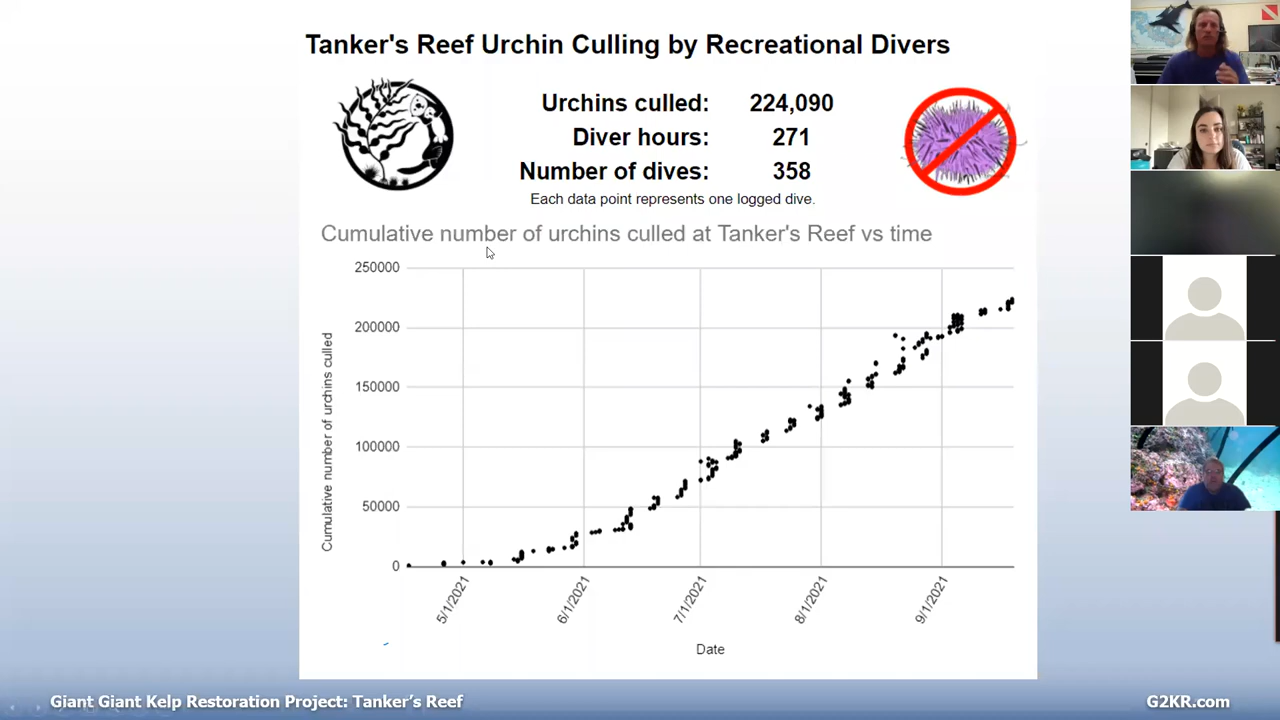 Tanker's Reef Urchin Culling by Recreational Divers
Urchins culled: 224,090
Diver hours: 271
Number of dives: 358
Each data point represents one logged dive.
Cumulative number of urchins culled at Tanker's Reef vs time
Cumulative number of urchins culled
250000
200000
150000
100000
50000
0
5/1/2021
6/1/2021
7/1/2021
8/1/2021
9/1/2021
Date
Giant Giant Kelp Restoration Project: Tanker's Reef
G2KR.com